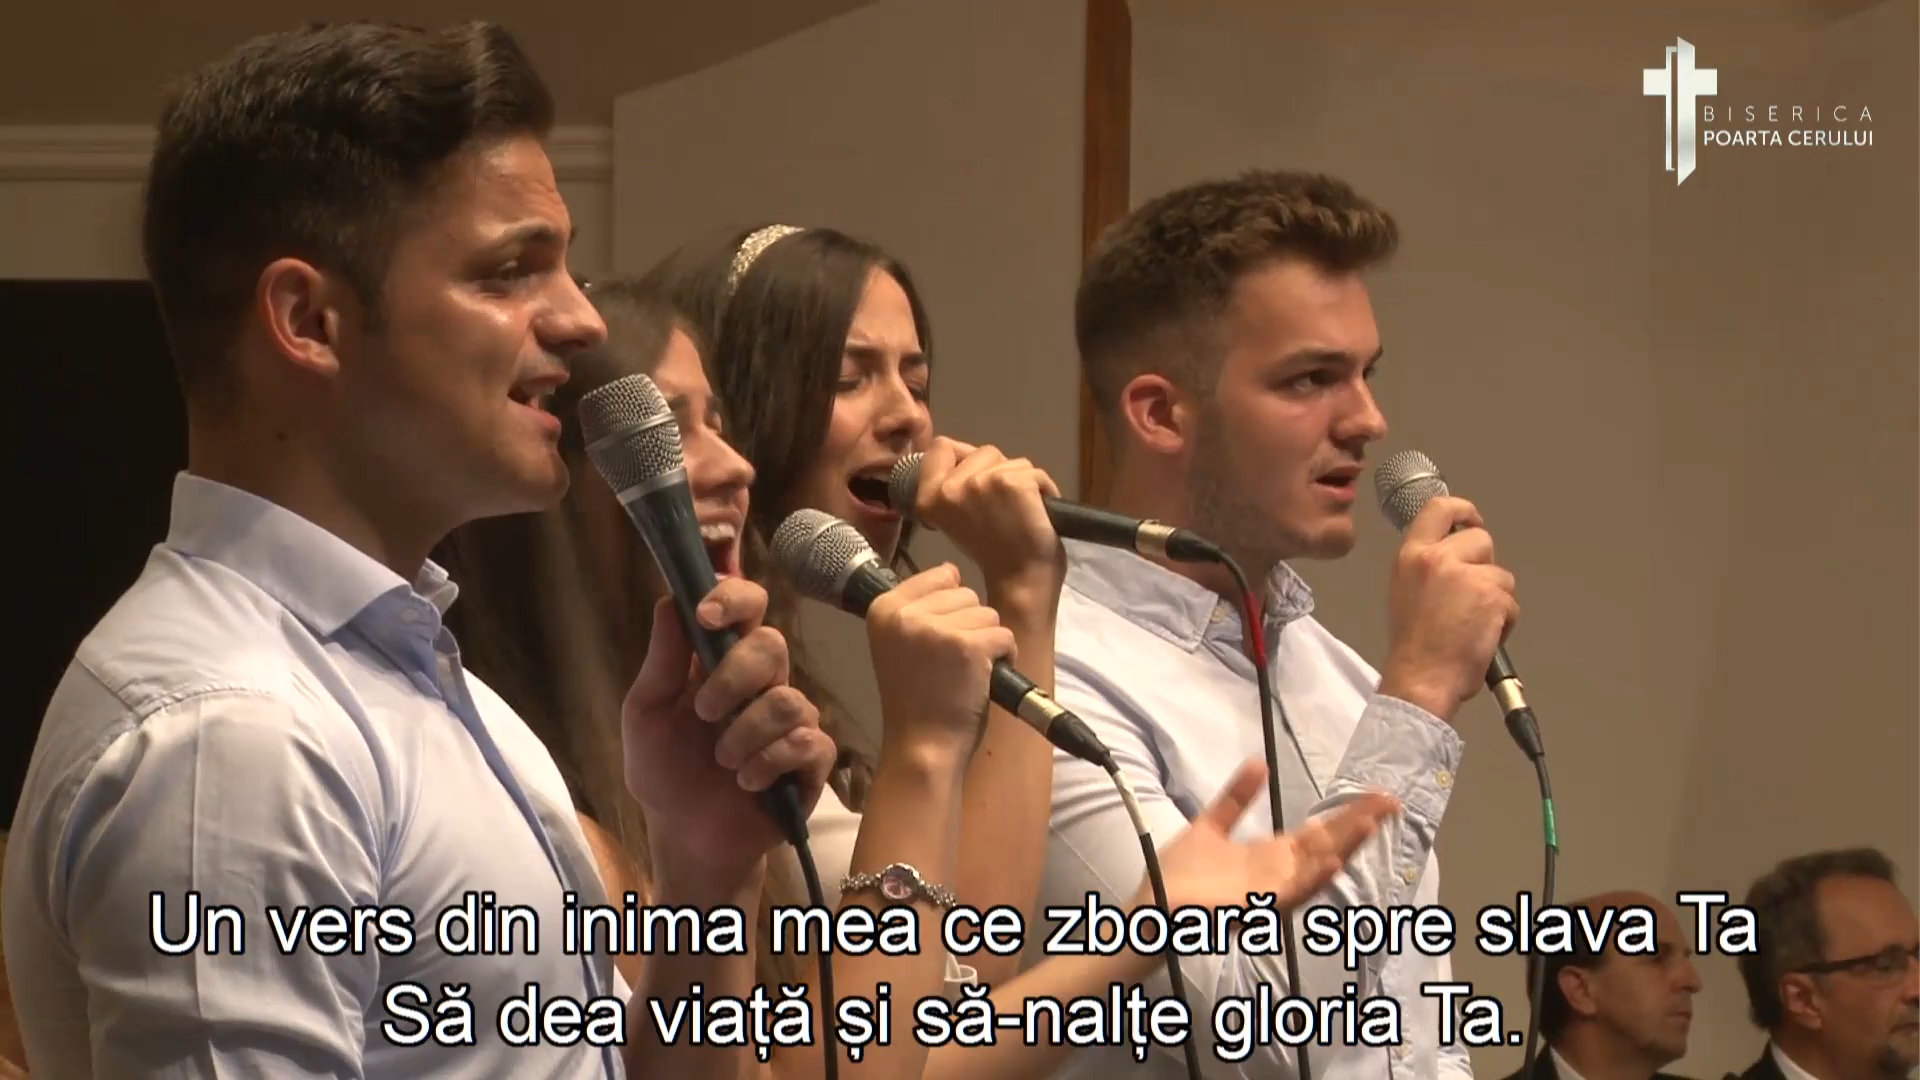 BISERICA
POARTA CERULUI
Un vers din inima mea ce zboară spre slava Ta
Să dea viață și să-nalțe gloria Ta.